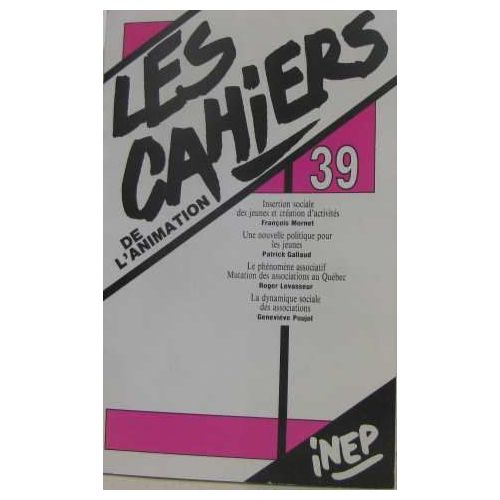 LES
CAHiERS
DE
L'ANIMATION
39
Insertion sociale
des jeunes et création d'activités
François Mornet
Une nouvelle politique pour
les jeunes
Patrick Gallaud
Le phénomène associatif
Mutation des associations au Québec
Roger Levasseur
La dynamique sociale
des associations
Geneviève Poujol
iNEP